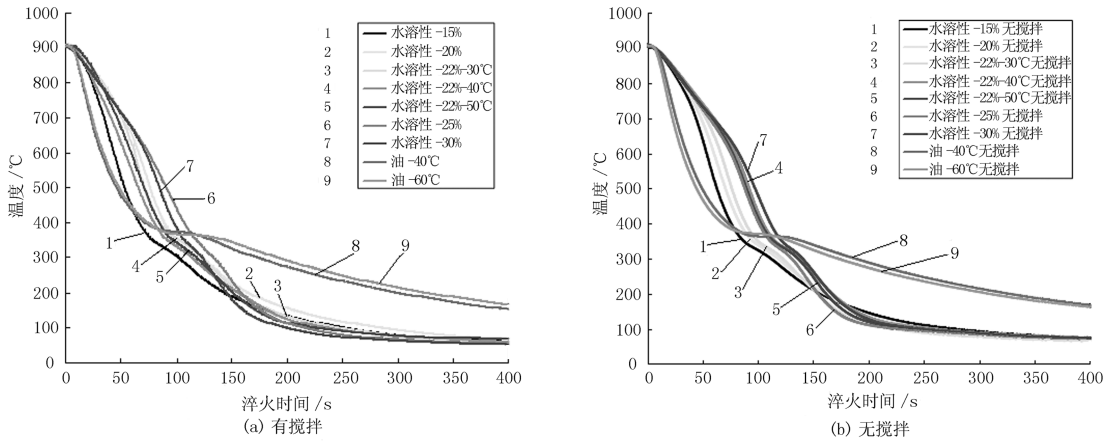 1000
900
800
700
600
500
400
300
200
100
0
温度/℃
0 50 100 150 200 250 300 350 400
淬火时间/s
(a) 有搅拌
1 水溶性-15%
2 水溶性-20%
3 水溶性-22%-30℃
4 水溶性-22%-40℃
5 水溶性-22%-50℃
6 水溶性-25%
7 水溶性-30%
8 油-40℃
9 油-60℃
7
6
1
4
5
2
3
8
9
1000
900
800
700
600
500
400
300
200
100
0
温度/℃
0 50 100 150 200 250 300 350 400
淬火时间/s
(b) 无搅拌
1 水溶性-15%无搅拌
2 水溶性-20%无搅拌
3 水溶性-22%-30℃无搅拌
4 水溶性-22%-40℃无搅拌
5 水溶性-22%-50℃无搅拌
6 水溶性-25%无搅拌
7 水溶性-30%无搅拌
8 油-40℃无搅拌
9 油-60℃无搅拌
7
4
1
2
3
5
6
8
9